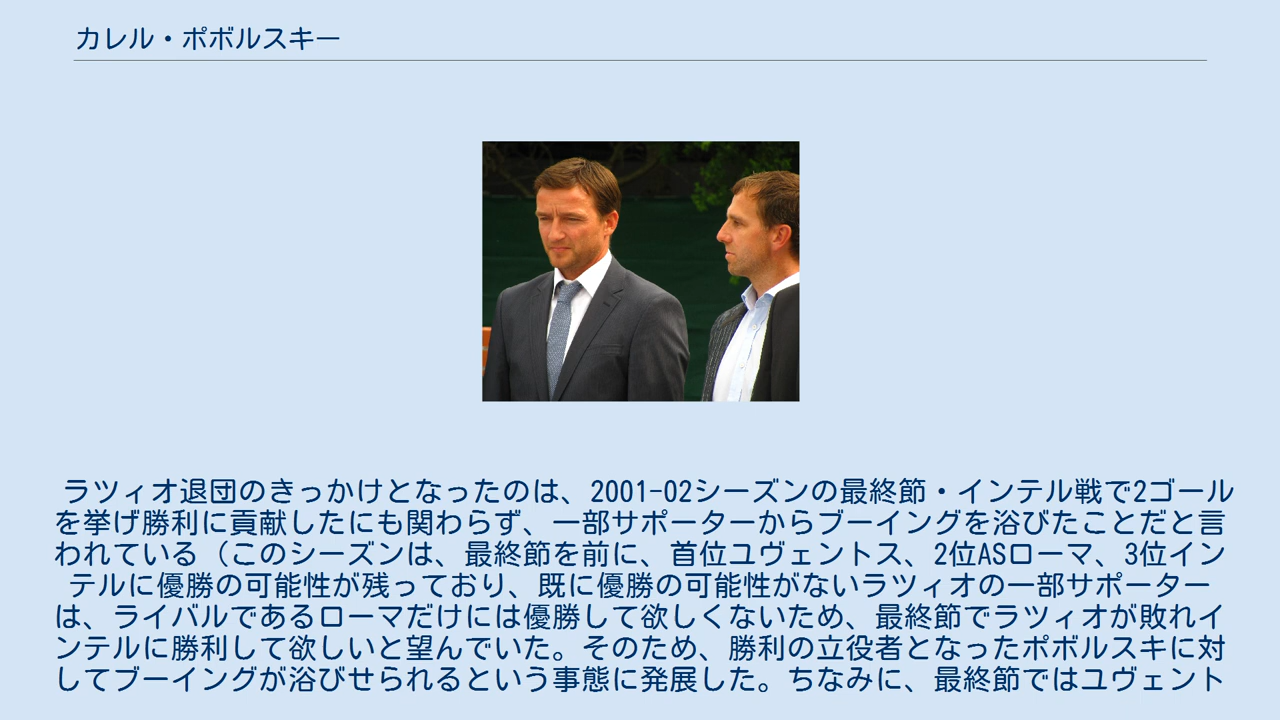 カレル・ポボルスキー
ラツィオ退団のきっかけとなったのは、2001-02シーズンの最終節・インテル戦で2ゴール
を挙げ勝利に貢献したにも関わらず、一部サポーターからブーイングを浴びたことだと言
われている（このシーズンは、最終節を前に、首位ユヴェントス、2位ASローマ、3位イン
テルに優勝の可能性が残っており、既に優勝の可能性がないラツィオの一部サポーター
は、ライバルであるローマだけには優勝して欲しくないため、最終節でラツィオが敗れイ
ンテルに勝利して欲しいと望んでいた。そのため、勝利の立役者となったポボルスキに対
してブーイングが浴びせられるという事態に発展した。ちなみに、最終節ではユヴェント